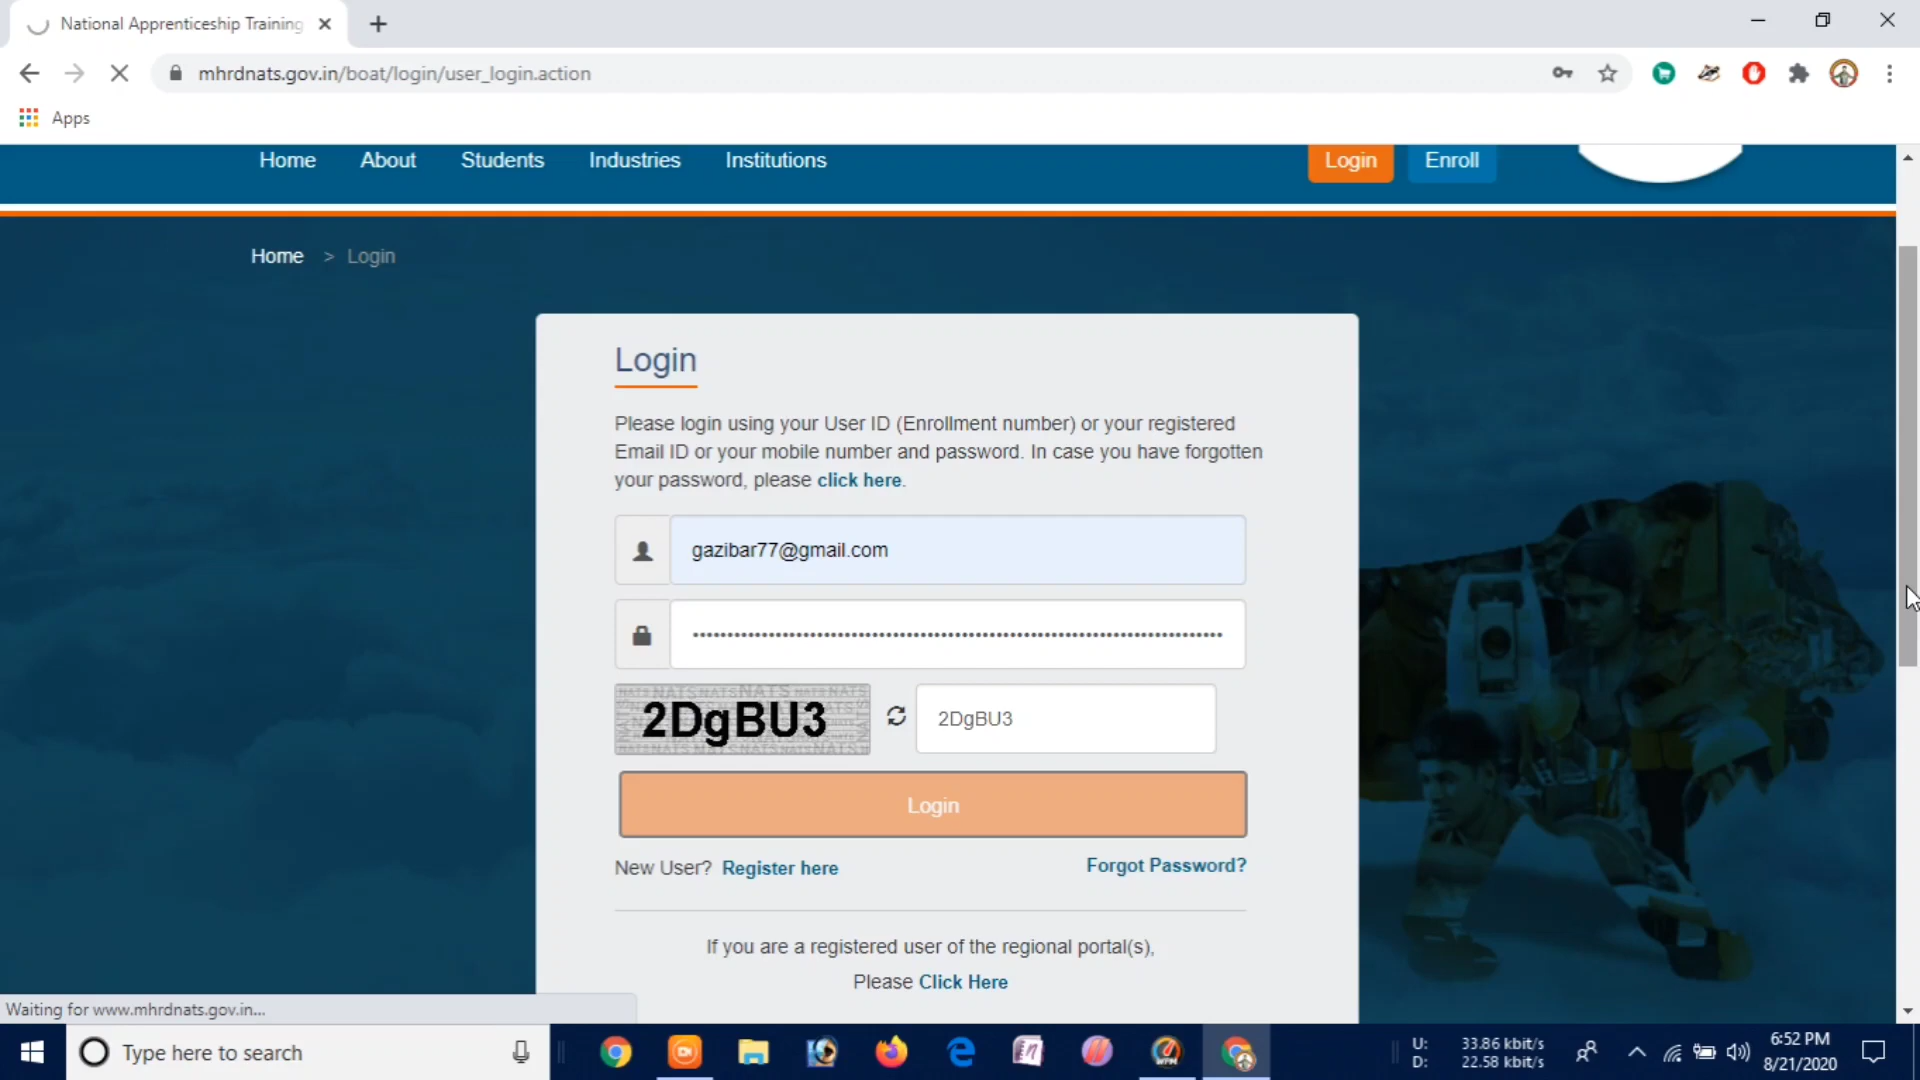 National Apprenticeship Training
mhrdnats.gov.in/boat/login/user_login.action
Apps
Home About Students Industries Institutions Login Enroll
Home > Login
Login
Please login using your User ID (Enrollment number) or your registered
Email ID or your mobile number and password. In case you have forgotten
your password, please click here.
gazibar77@gmail.com
2DgBU3 2DgBU3
Login
New User? Register here Forgot Password?
If you are a registered user of the regional portal(s),
Please Click Here
Waiting for www.mhrdnats.gov.in...
Type here to search
U: 33.86 kbit/s
D: 22.58 kbit/s
6:52 PM
8/21/2020